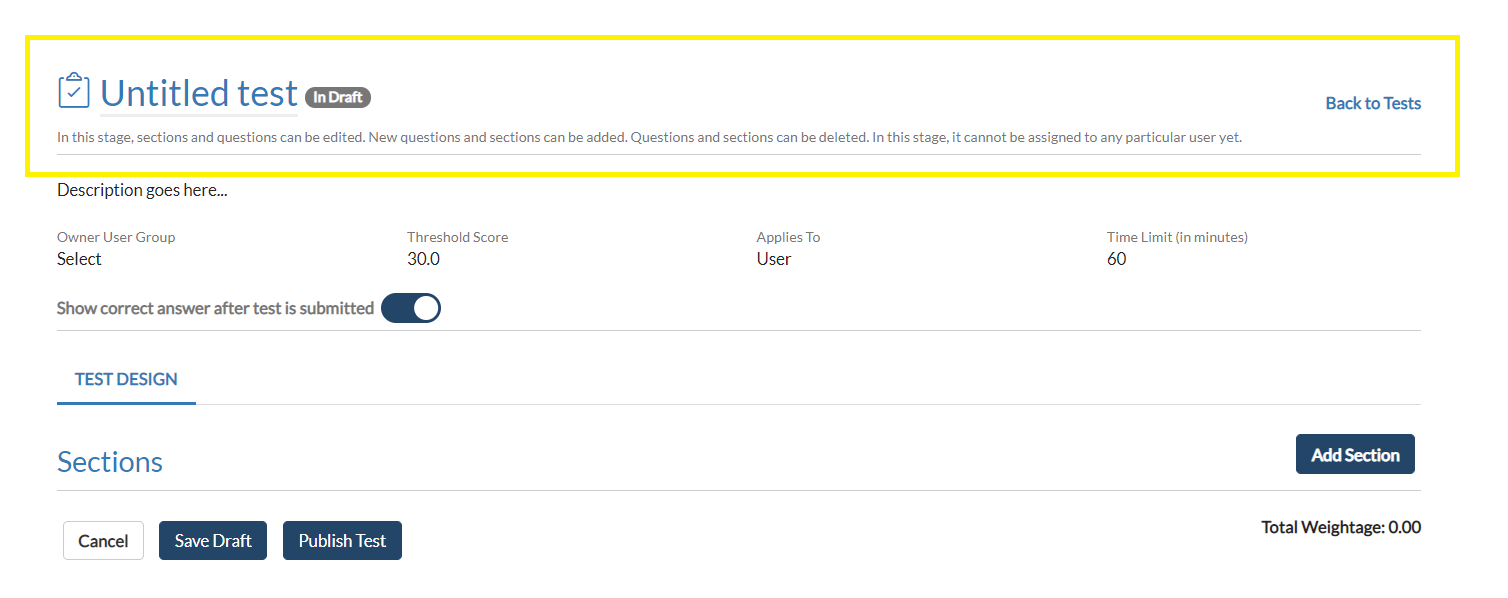 Untitled test In Draft
Back to Tests
In this stage, sections and questions can be edited. New questions and sections can be added. Questions and sections can be deleted. In this stage, it cannot be assigned to any particular user yet.
Description goes here...
Owner User Group Threshold Score Applies To Time Limit (in minutes)
Select 30.0 User 60
Show correct answer after test is submitted
TEST DESIGN
Sections Add Section
Cancel Save Draft Publish Test Total Weightage: 0.00